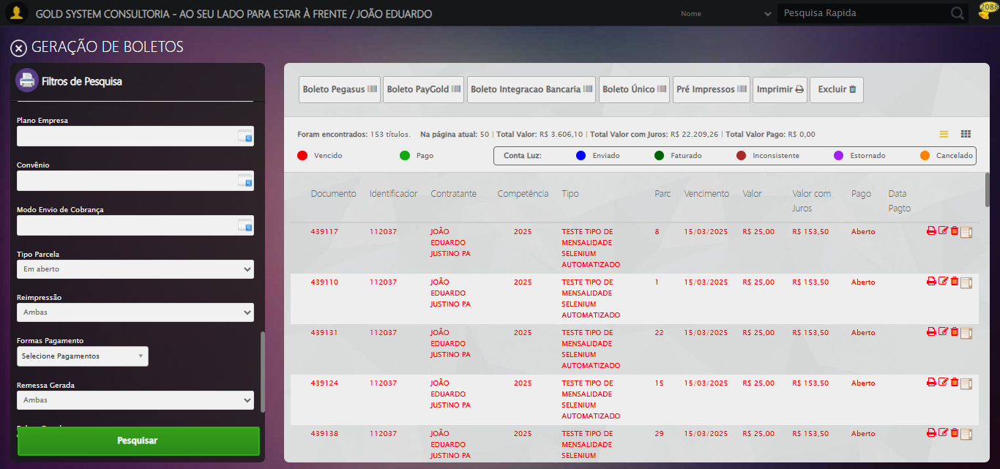 GOLD SYSTEM CONSULTORIA - AO SEU LADO PARA ESTAR À FRENTE / JOÃO EDUARDO
Nome
Pesquisa Rapida
2088
GERAÇÃO DE BOLETOS
Filtros de Pesquisa
Plano Empresa
Convênio
Modo Envio de Cobrança
Tipo Parcela
Em aberto
Reimpressão
Ambas
Formas Pagamento
Selecione Pagamentos
Remessa Gerada
Ambas
Pesquisar
Boleto Pegasus Boleto PayGold Boleto Integracao Bancaria Boleto Único Pré Impressos Imprimir Excluir
Foram encontrados: 153 títulos. Na página atual: 50 | Total Valor: R$ 3.606,10 | Total Valor com Juros: R$ 22.209,26 | Total Valor Pago: R$ 0,00
Vencido Pago Conta Luz: Enviado Faturado Inconsistente Estornado Cancelado
Documento Identificador Contratante Competência Tipo Parc Vencimento Valor Valor com Pago Data
Juros Pagto
439117 112037 JOÃO 2025 TESTE TIPO DE 8 15/03/2025 R$ 25,00 R$ 153,50 Aberto
EDUARDO MENSALIDADE
JUSTINO PA SELENIUM
AUTOMATIZADO
439110 112037 JOÃO 2025 TESTE TIPO DE 1 15/03/2025 R$ 25,00 R$ 153,50 Aberto
EDUARDO MENSALIDADE
JUSTINO PA SELENIUM
AUTOMATIZADO
439131 112037 JOÃO 2025 TESTE TIPO DE 22 15/03/2025 R$ 25,00 R$ 153,50 Aberto
EDUARDO MENSALIDADE
JUSTINO PA SELENIUM
AUTOMATIZADO
439124 112037 JOÃO 2025 TESTE TIPO DE 15 15/03/2025 R$ 25,00 R$ 153,50 Aberto
EDUARDO MENSALIDADE
JUSTINO PA SELENIUM
AUTOMATIZADO
439138 112037 JOÃO 2025 TESTE TIPO DE 29 15/03/2025 R$ 25,00 R$ 153,50 Aberto
EDUARDO MENSALIDADE
JUSTINO PA SELENIUM